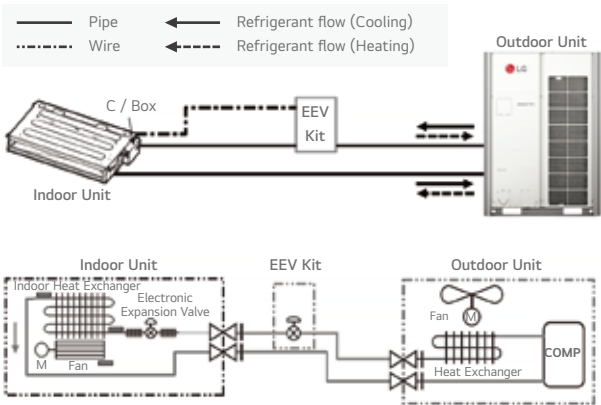 Pipe
Refrigerant flow (Cooling)
Wire
Refrigerant flow (Heating)
Outdoor Unit
LG
C / Box
EEV
Kit
Indoor Unit
Indoor Unit
EEV Kit
Outdoor Unit
Indoor Heat Exchanger
Electronic
Expansion Valve
Fan
M
COMP
M
Fan
Heat Exchanger